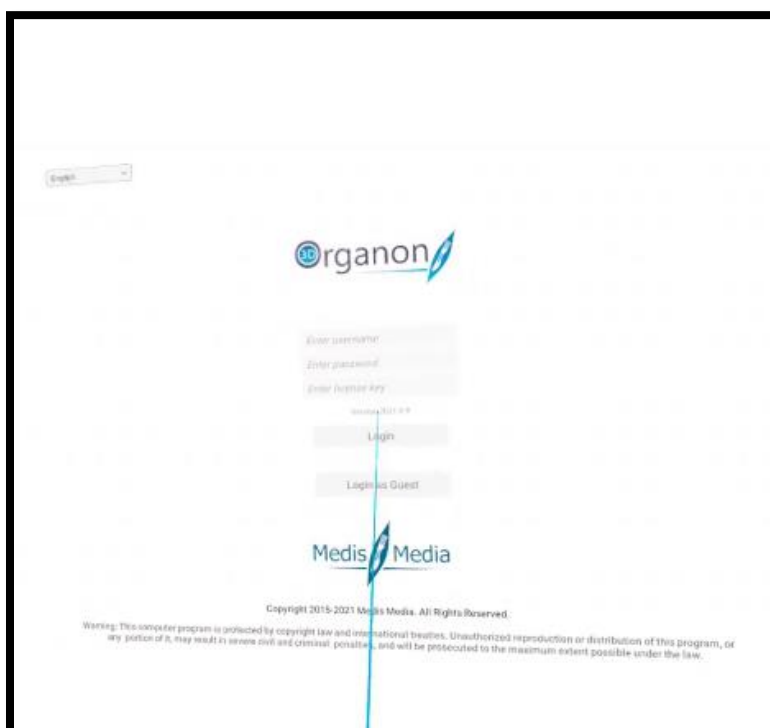 English
3D Organon
Enter username
Enter password
Enter license key
Login
Login as Guest
Medis Media
Copyright 2015-2021 Medis Media. All Rights Reserved.
Warning: This computer program is protected by copyright law and international treaties. Unauthorized reproduction or distribution of this program, or
any portion of it, may result in severe civil and criminal penalties, and will be prosecuted to the maximum extent possible under the law.